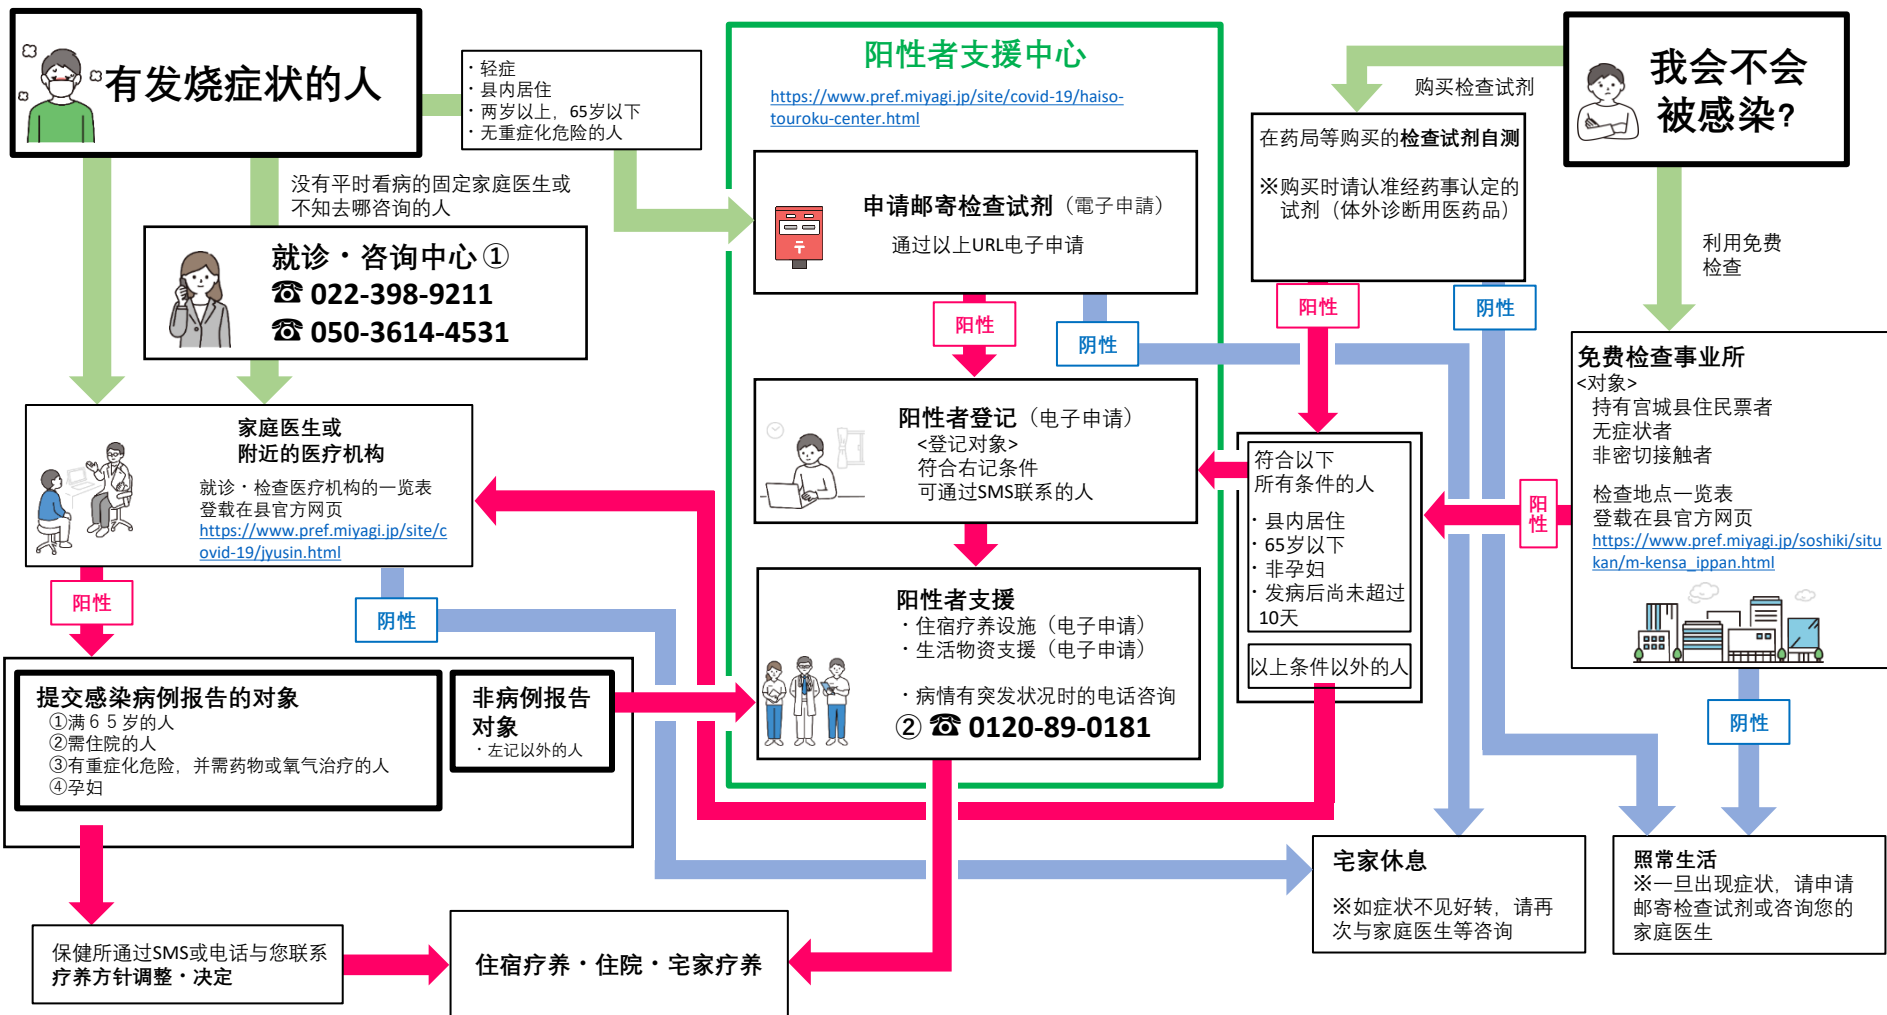 有发烧症状的人
・轻症
・县内居住
・两岁以上，65岁以下
・无重症化危险的人
没有平时看病的固定家庭医生或
不知去哪咨询的人
就诊・咨询中心①
☎ 022-398-9211
☎ 050-3614-4531
家庭医生或
附近的医疗机构
就诊・检查医疗机构的一览表
登载在县官方网页
https://www.pref.miyagi.jp/site/c
ovid-19/jyusin.html
阳性
阴性
提交感染病例报告的对象
①满６５岁的人
②需住院的人
③有重症化危险，并需药物或氧气治疗的人
④孕妇
非病例报告
对象
・左记以外的人
保健所通过SMS或电话与您联系
疗养方针调整・决定
住宿疗养・住院・宅家疗养
阳性者支援中心
https://www.pref.miyagi.jp/site/covid-19/haiso-
touroku-center.html
申请邮寄检查试剂（電子申請）
通过以上URL电子申请
阳性
阴性
阳性者登记（电子申请）
<登记对象>
符合右记条件
可通过SMS联系的人
阳性者支援
・住宿疗养设施（电子申请）
・生活物资支援（电子申请）
・病情有突发状况时的电话咨询
② ☎ 0120-89-0181
我会不会
被感染?
购买检查试剂
在药局等购买的检查试剂自测
※购买时请认准经药事认定的
试剂（体外诊断用医药品）
阳性
阴性
利用免费
检查
符合以下
所有条件的人
・县内居住
・65岁以下
・非孕妇
・发病后尚未超过
10天
以上条件以外的人
免费检查事业所
<对象>
持有宫城县住民票者
无症状者
非密切接触者
检查地点一览表
登载在县官方网页
https://www.pref.miyagi.jp/soshiki/situ
kan/m-kensa_ippan.html
阳
性
阴性
宅家休息
※如症状不见好转，请再
次与家庭医生等咨询
照常生活
※一旦出现症状，请申请
邮寄检查试剂或咨询您的
家庭医生